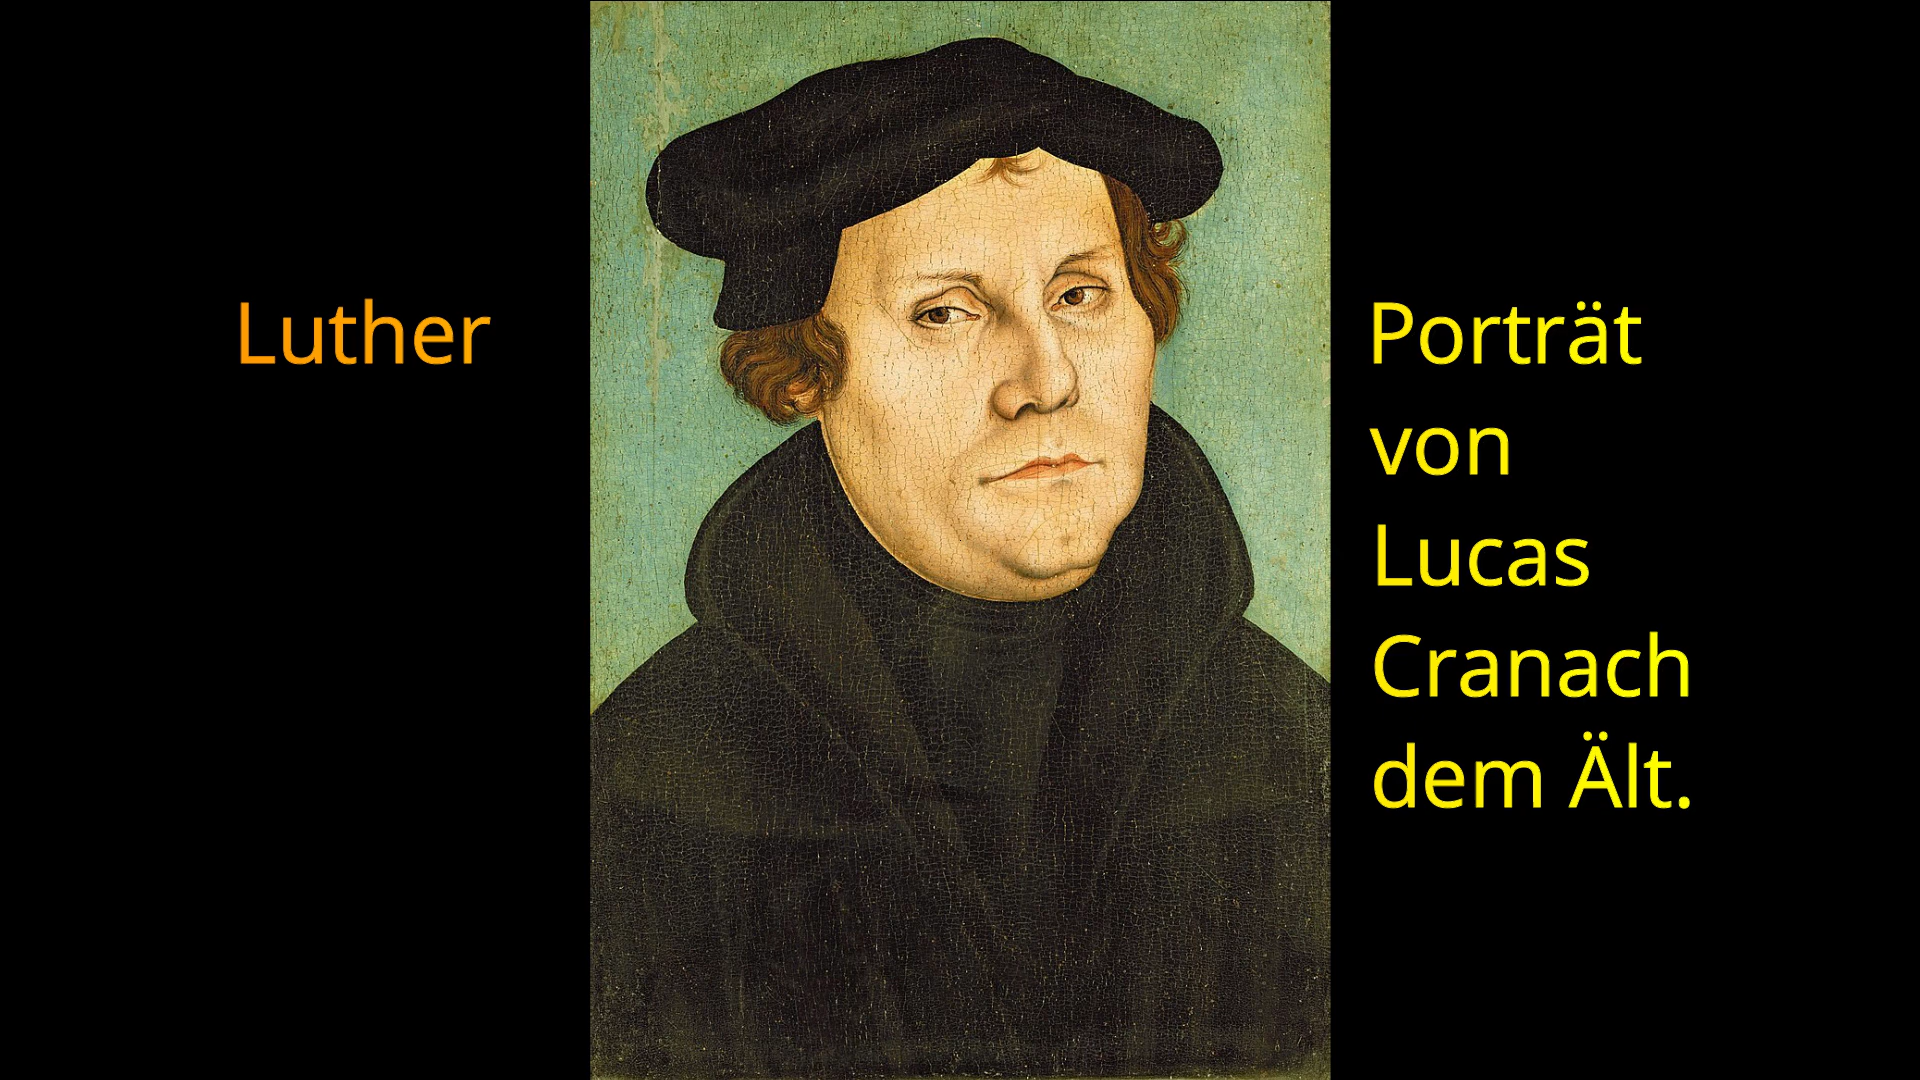 Luther
Porträt
von
Lucas
Cranach
dem Ält.